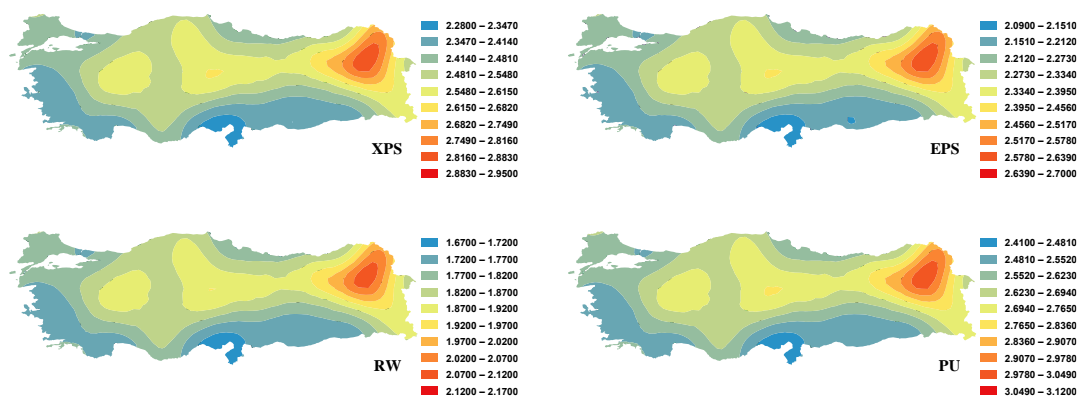 2.2800 – 2.3470
2.3470 – 2.4140
2.4140 – 2.4810
2.4810 – 2.5480
2.5480 – 2.6150
2.6150 – 2.6820
2.6820 – 2.7490
2.7490 – 2.8160
2.8160 – 2.8830
2.8830 – 2.9500
XPS
2.0900 – 2.1510
2.1510 – 2.2120
2.2120 – 2.2730
2.2730 – 2.3340
2.3340 – 2.3950
2.3950 – 2.4560
2.4560 – 2.5170
2.5170 – 2.5780
2.5780 – 2.6390
2.6390 – 2.7000
EPS
1.6700 – 1.7200
1.7200 – 1.7700
1.7700 – 1.8200
1.8200 – 1.8700
1.8700 – 1.9200
1.9200 – 1.9700
1.9700 – 2.0200
2.0200 – 2.0700
2.0700 – 2.1200
2.1200 – 2.1700
RW
2.4100 – 2.4810
2.4810 – 2.5520
2.5520 – 2.6230
2.6230 – 2.6940
2.6940 – 2.7650
2.7650 – 2.8360
2.8360 – 2.9070
2.9070 – 2.9780
2.9780 – 3.0490
3.0490 – 3.1200
PU